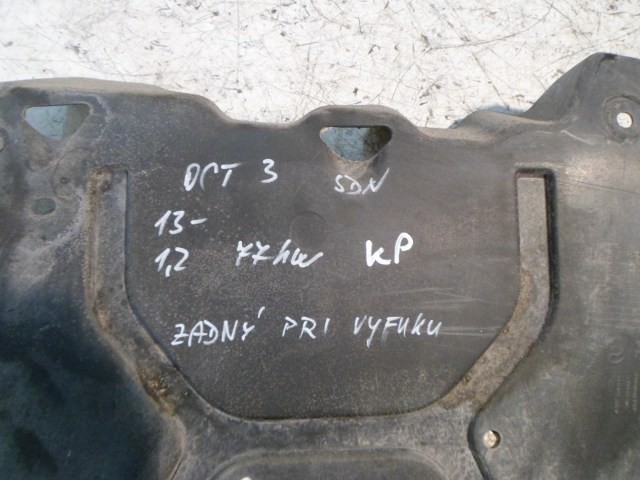 OCT 3 SDN
13-
1,2 77kw KP
ZADNÝ PRI VYFUKU